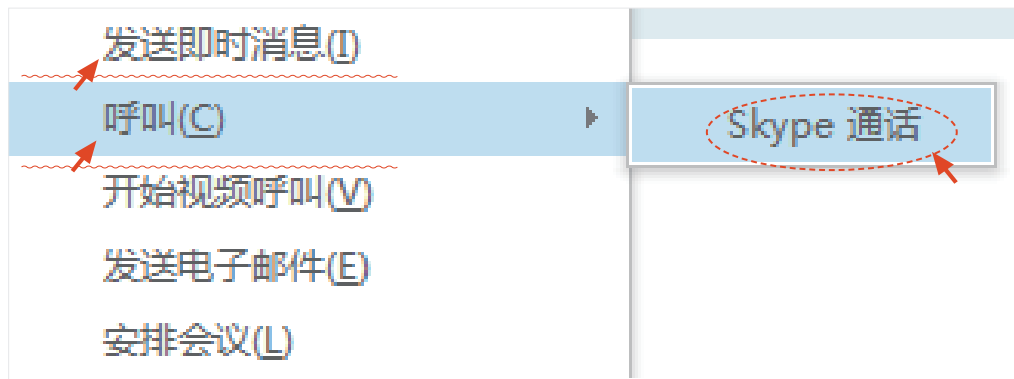 发送即时消息(I)
呼叫(C)
Skype 通话
开始视频呼叫(V)
发送电子邮件(E)
安排会议(L)